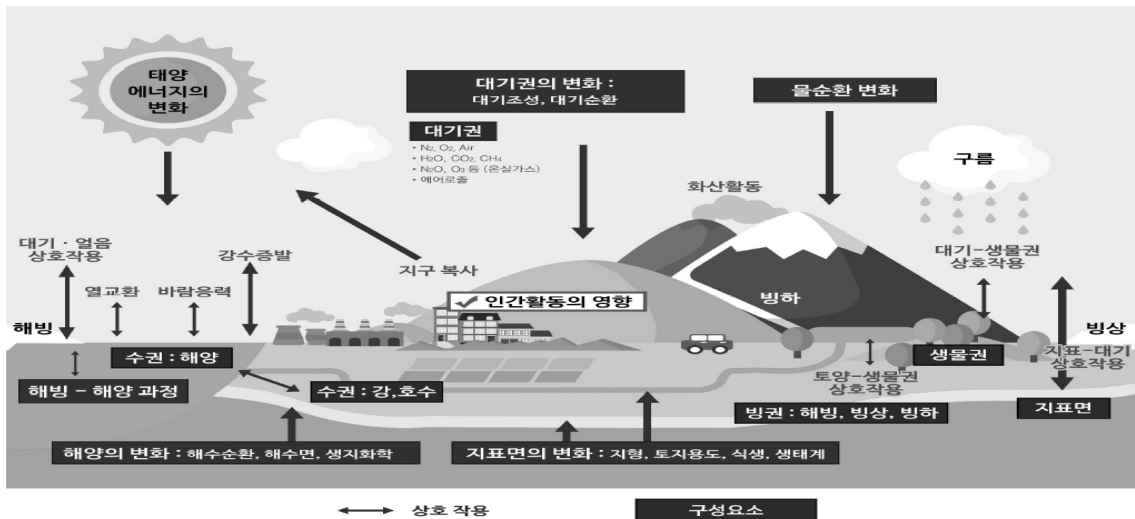 태양
에너지의
변화
대기권의 변화 :
대기조성, 대기순환
물순환 변화
대기권
• N2, O2, Air
• H2O, CO2, CH4
• N2O, O3 등 (온실가스)
• 에어로졸
구름
화산활동
대기 · 얼음
상호작용
강수증발
지구 복사
대기-생물권
상호작용
열교환
바람응력
인간활동의 영향
빙하
해빙
빙상
수권 : 해양
생물권
지표-대기
상호작용
해빙 - 해양 과정
수권 : 강,호수
토양-생물권
상호작용
빙권 : 해빙, 빙상, 빙하
지표면
해양의 변화 : 해수순환, 해수면, 생지화학
지표면의 변화 : 지형, 토지용도, 식생, 생태계
상호 작용
구성요소